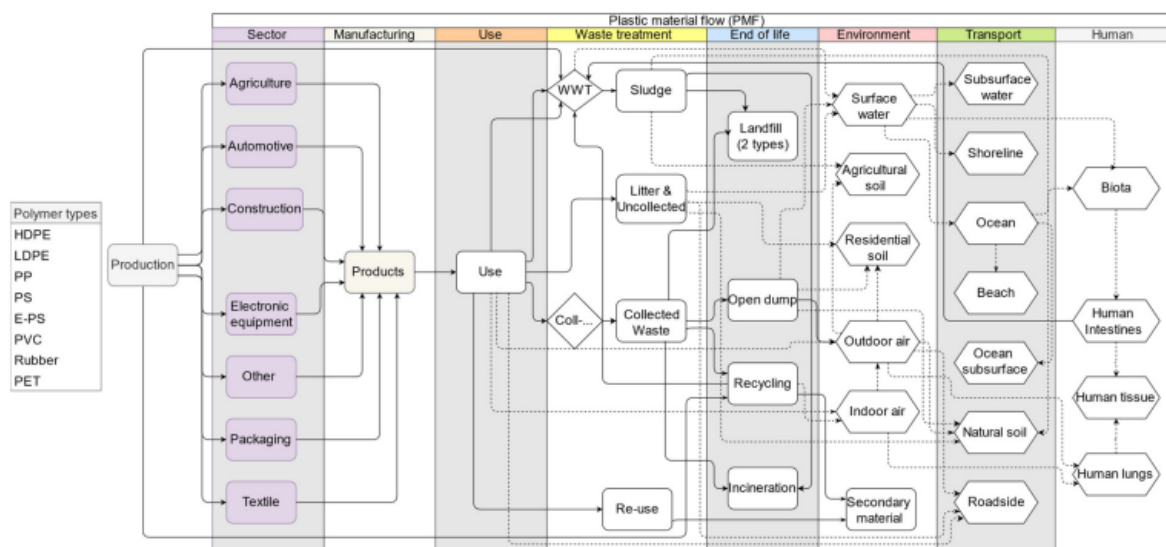 Plastic material flow (PMF)
Sector
Manufacturing
Use
Waste treatment
End of life
Environment
Transport
Human
Polymer types
HDPE
LDPE
PP
PS
E-PS
PVC
Rubber
PET
Production
Agriculture
Automotive
Construction
Electronic
equipment
Other
Packaging
Textile
Products
Use
WWT
Coll-...
Sludge
Litter &
Uncollected
Collected
Waste
Re-use
Landfill
(2 types)
Open dump
Recycling
Incineration
Surface
water
Agricultural
soil
Residential
soil
Outdoor air
Indoor air
Secondary
material
Subsurface
water
Shoreline
Ocean
Beach
Ocean
subsurface
Natural soil
Roadside
Biota
Human
Intestines
Human tissue
Human lungs